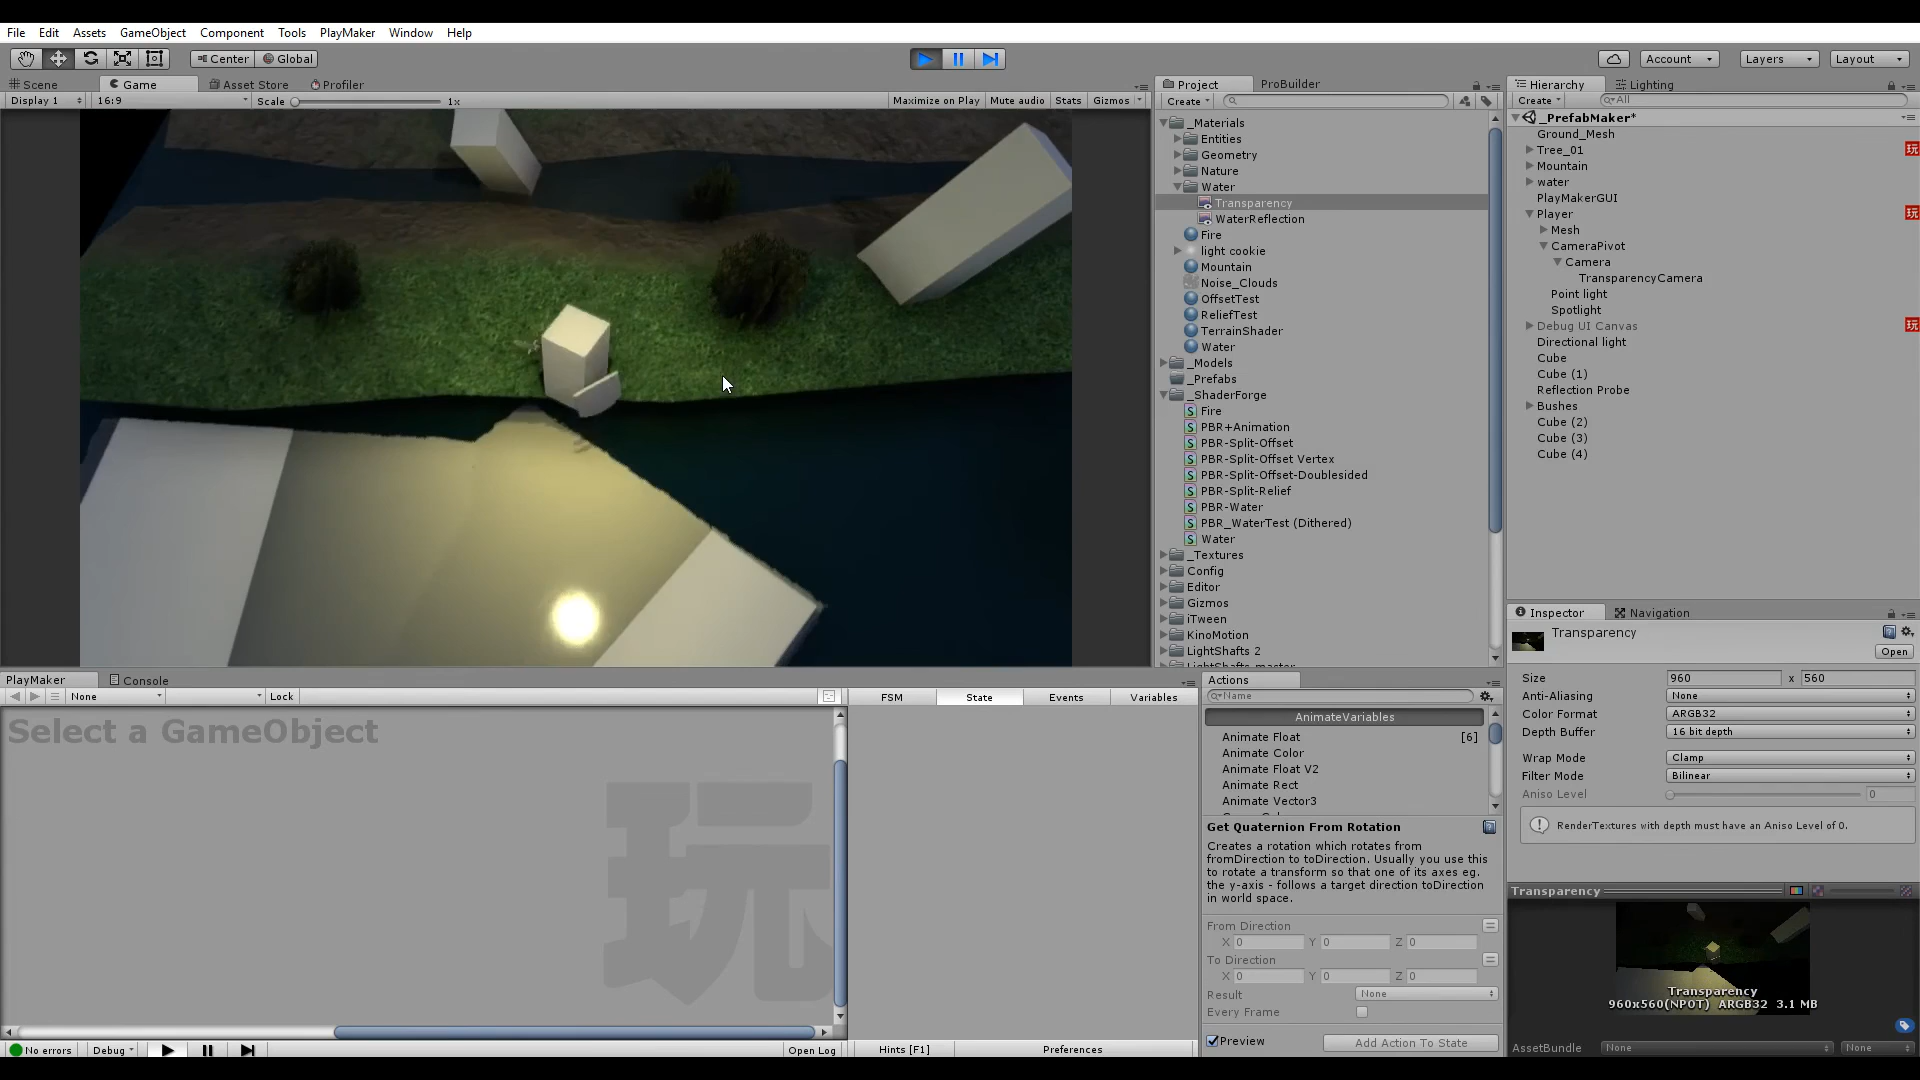 File Edit Assets GameObject Component Tools PlayMaker Window Help
Center Global Account Layers Layout
Scene Game Asset Store Profiler
Display 1 16:9 Scale 1x Maximize on Play Mute audio Stats Gizmos
Project ProBuilder
Create
_Materials
Entities
Geometry
Nature
Water
Transparency
WaterReflection
Fire
light cookie
Mountain
Noise_Clouds
OffsetTest
ReliefTest
TerrainShader
Water
_Models
_Prefabs
_ShaderForge
Fire
PBR+Animation
PBR-Split-Offset
PBR-Split-Offset Vertex
PBR-Split-Offset-Doublesided
PBR-Split-Relief
PBR-Water
PBR_WaterTest (Dithered)
Water
_Textures
Config
Editor
Gizmos
iTween
KinoMotion
LightShafts 2
LightShafts-master
Hierarchy Lighting
Create All
_PrefabMaker*
Ground_Mesh
Tree_01 玩
Mountain
water
PlayMakerGUI
Player 玩
Mesh
CameraPivot
Camera
TransparencyCamera
Point light
Spotlight
Debug UI Canvas 玩
Directional light
Cube
Cube (1)
Reflection Probe
Bushes
Cube (2)
Cube (3)
Cube (4)
Inspector Navigation
Transparency
Open
Size 960 x 560
Anti-Aliasing None
Color Format ARGB32
Depth Buffer 16 bit depth
Wrap Mode Clamp
Filter Mode Bilinear
Aniso Level 0
RenderTextures with depth must have an Aniso Level of 0.
Transparency
Transparency
960x560(NPOT) ARGB32 3.1 MB
AssetBundle None None
PlayMaker Console
None Lock
Select a GameObject
玩
No errors Debug Open Log
FSM State Events Variables
Hints [F1] Preferences
Actions
Name
AnimateVariables
Animate Float [6]
Animate Color
Animate Float V2
Animate Rect
Animate Vector3
Get Quaternion From Rotation
Creates a rotation which rotates from
fromDirection to toDirection. Usually you use this
to rotate a transform so that one of its axes eg.
the y-axis - follows a target direction toDirection
in world space.
From Direction
X 0 Y 0 Z 0
To Direction
X 0 Y 0 Z 0
Result None
Every Frame
Preview Add Action To State